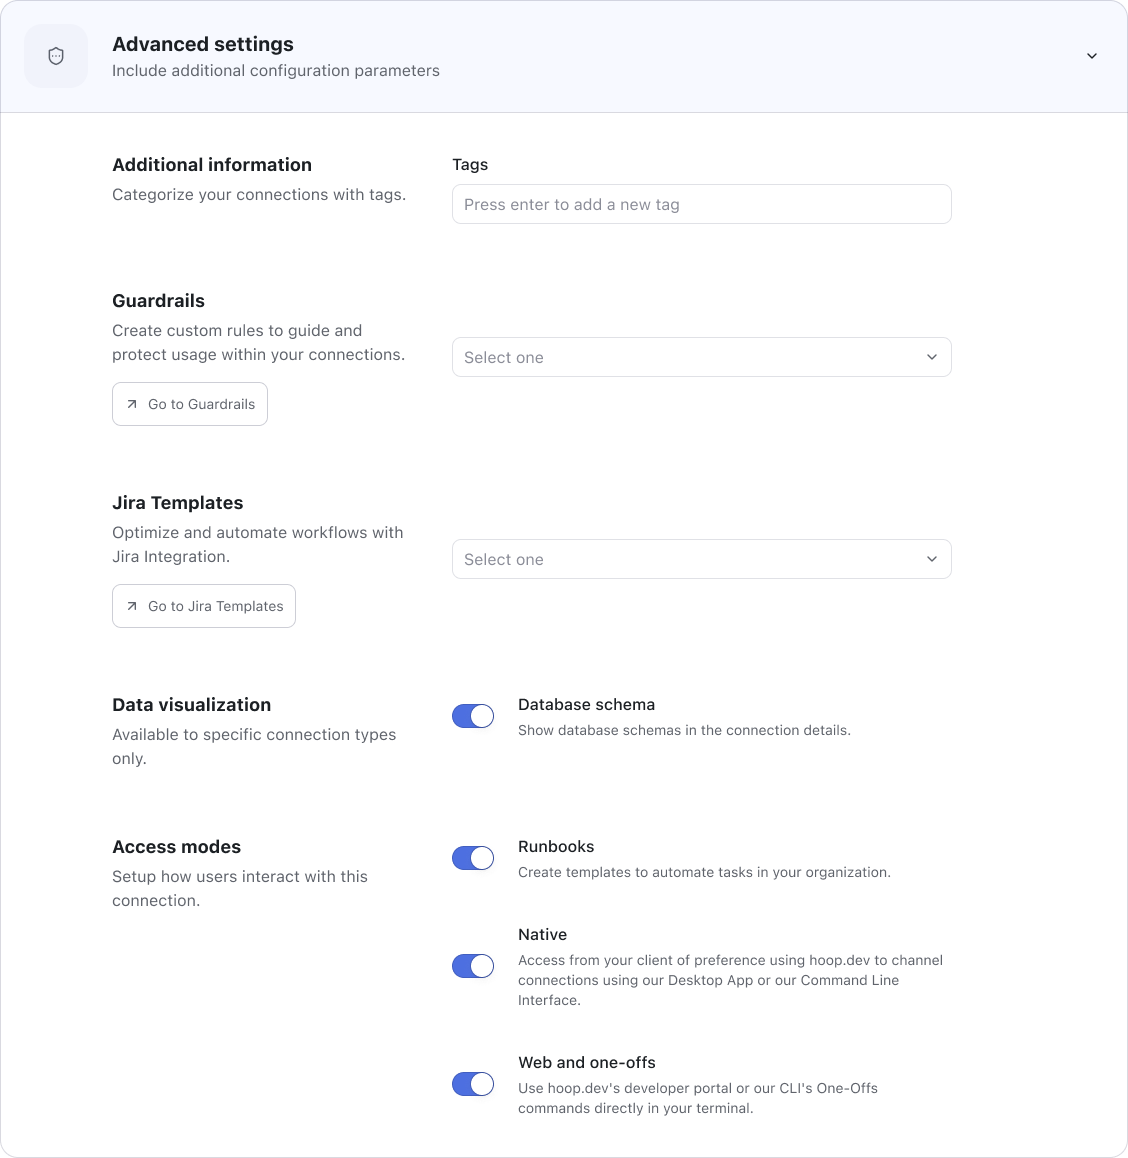 Advanced settings
Include additional configuration parameters
Additional information
Categorize your connections with tags.
Tags
Press enter to add a new tag
Guardrails
Create custom rules to guide and
protect usage within your connections.
Go to Guardrails
Select one
Jira Templates
Optimize and automate workflows with
Jira Integration.
Go to Jira Templates
Select one
Data visualization
Available to specific connection types
only.
Database schema
Show database schemas in the connection details.
Access modes
Setup how users interact with this
connection.
Runbooks
Create templates to automate tasks in your organization.
Native
Access from your client of preference using hoop.dev to channel
connections using our Desktop App or our Command Line
Interface.
Web and one-offs
Use hoop.dev's developer portal or our CLI's One-Offs
commands directly in your terminal.